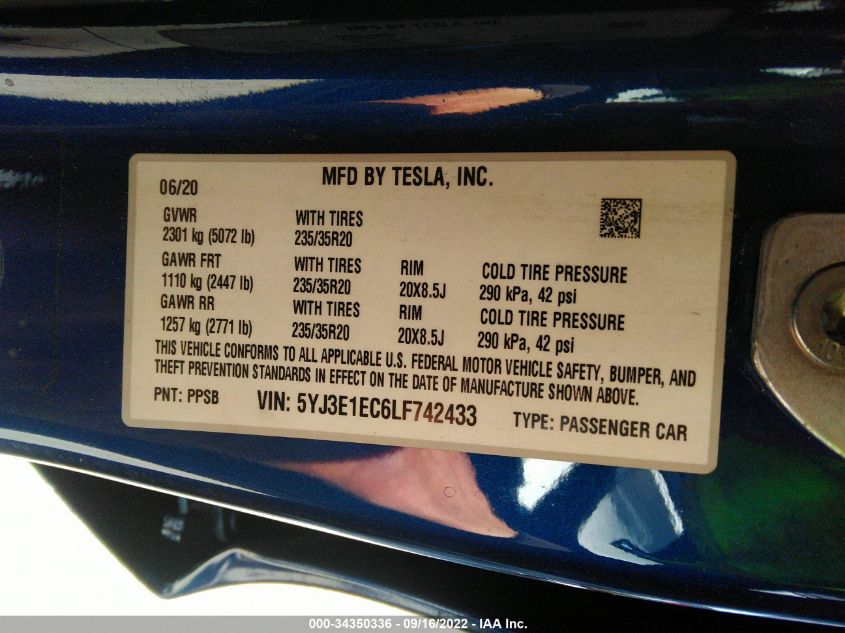 MFD BY TESLA, INC.
06/20
GVWR WITH TIRES
2301 kg (5072 lb) 235/35R20
GAWR FRT WITH TIRES RIM COLD TIRE PRESSURE
1110 kg (2447 lb) 235/35R20 20X8.5J 290 kPa, 42 psi
GAWR RR WITH TIRES RIM COLD TIRE PRESSURE
1257 kg (2771 lb) 235/35R20 20X8.5J 290 kPa, 42 psi
THIS VEHICLE CONFORMS TO ALL APPLICABLE U.S. FEDERAL MOTOR VEHICLE SAFETY, BUMPER, AND
THEFT PREVENTION STANDARDS IN EFFECT ON THE DATE OF MANUFACTURE SHOWN ABOVE.
PNT: PPSB VIN: 5YJ3E1EC6LF742433 TYPE: PASSENGER CAR
000-34350336 - 09/16/2022 - IAA Inc.